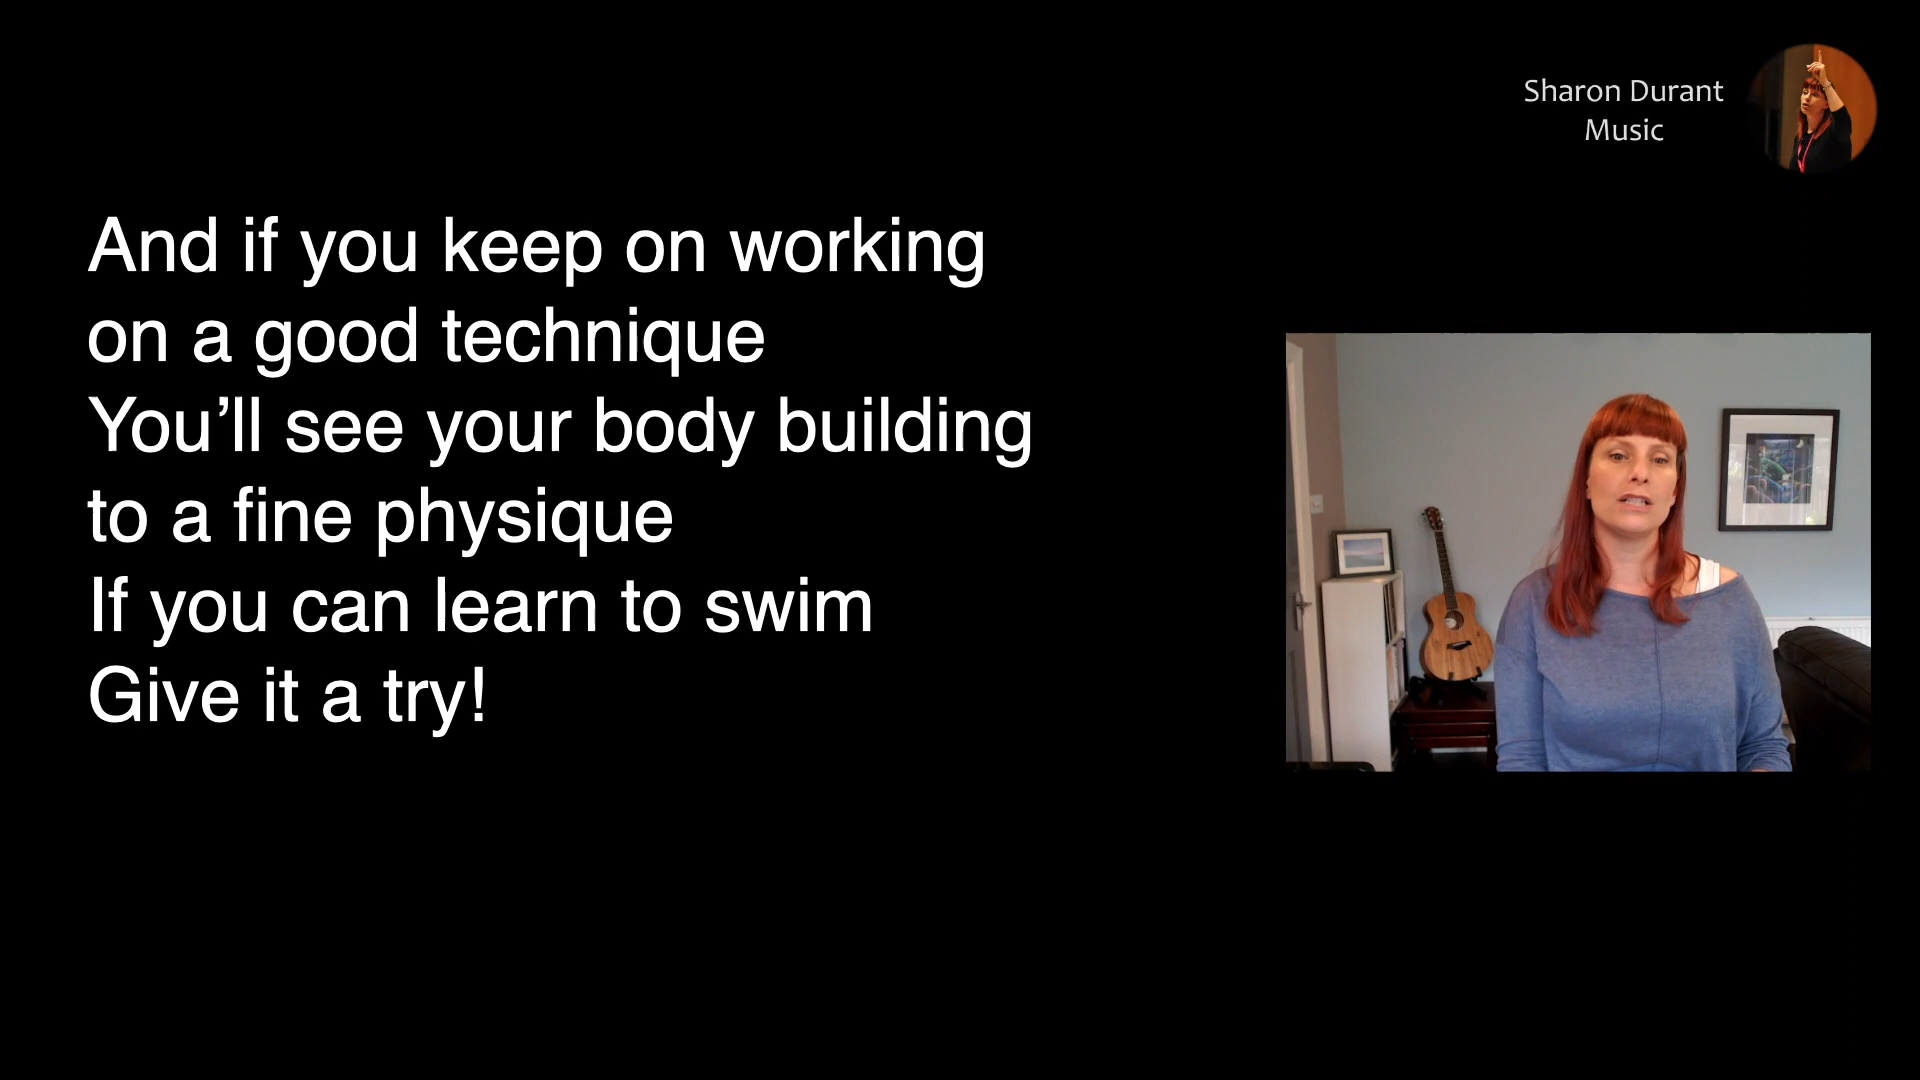 Sharon Durant
Music
And if you keep on working
on a good technique
You’ll see your body building
to a fine physique
If you can learn to swim
Give it a try!